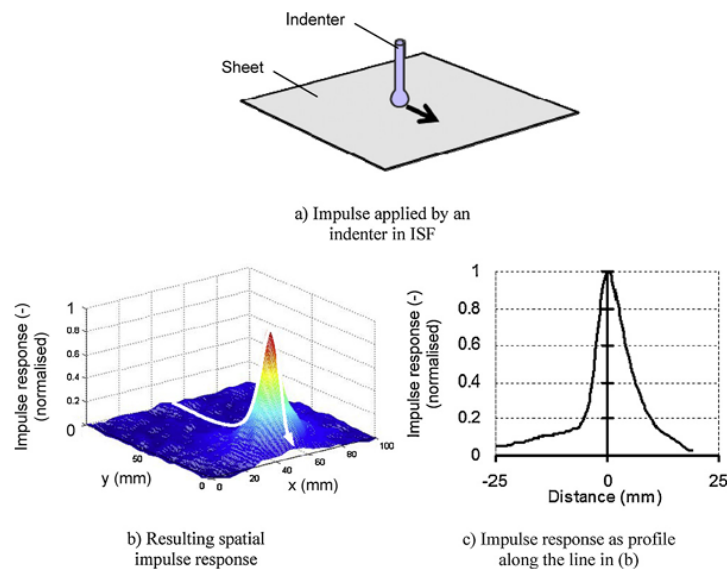 Indenter
Sheet
a) Impulse applied by an
indenter in ISF
Impulse response (-)
(normalised)
1
0.8
0.6
0.4
0.2
0
50
0
0
20
40
60
80
100
y (mm)
x (mm)
b) Resulting spatial
impulse response
Impulse response (-)
(normalised)
1
0.8
0.6
0.4
0.2
0
-25
0
25
Distance (mm)
c) Impulse response as profile
along the line in (b)